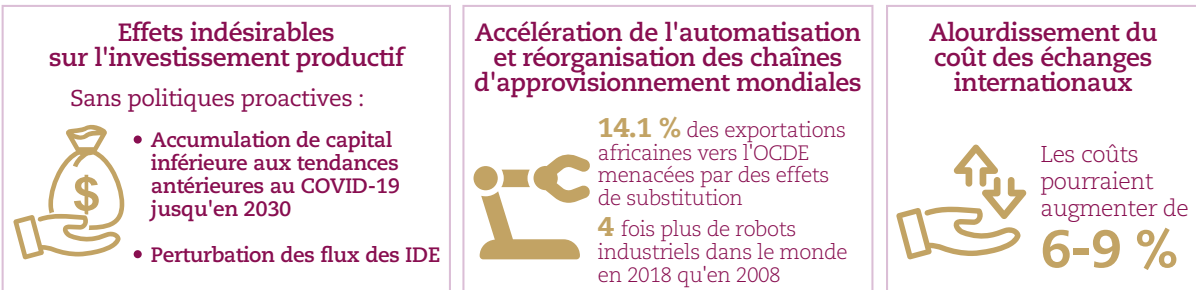 Effets indésirables
sur l'investissement productif
Sans politiques proactives :
$
• Accumulation de capital
inférieure aux tendances
antérieures au COVID-19
jusqu'en 2030
• Perturbation des flux des IDE
Accélération de l'automatisation
et réorganisation des chaînes
d'approvisionnement mondiales
14.1 % des exportations
africaines vers l'OCDE
menacées par des effets
de substitution
4 fois plus de robots
industriels dans le monde
en 2018 qu'en 2008
Alourdissement du
coût des échanges
internationaux
Les coûts
pourraient
augmenter de
6-9 %